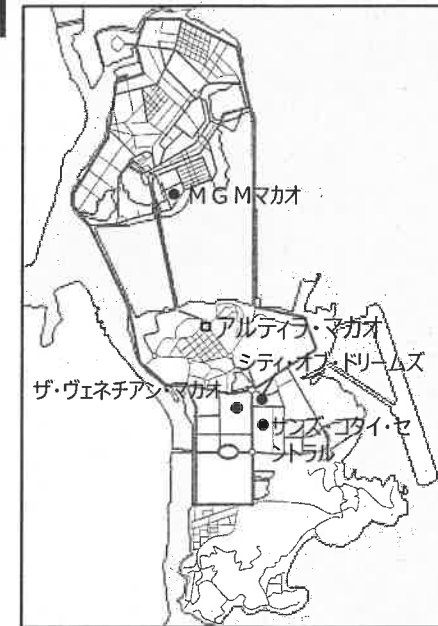 MGMマカオ
アルティラ・マカオ
シティ・オブ・ドリームズ
ザ・ヴェネチアン・マカオ
サンズ・コタイ・セ
ントラル